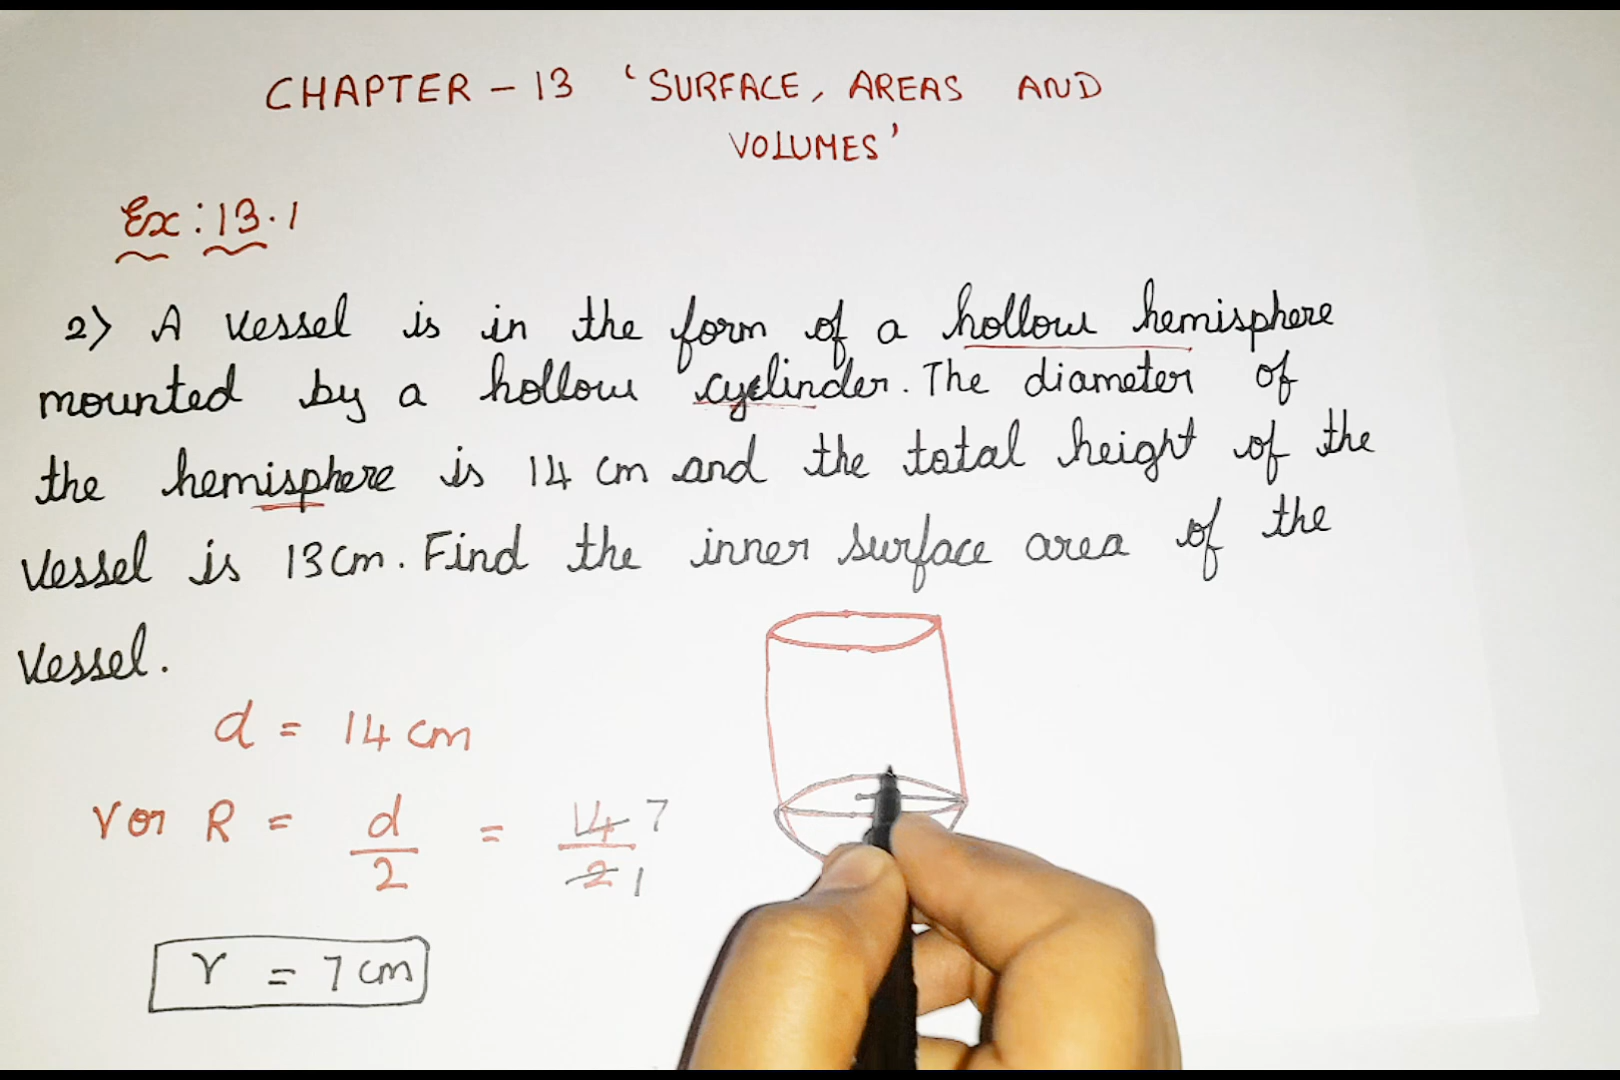 CHAPTER - 13 ‘SURFACE, AREAS AND
VOLUMES’
Ex: 13.1
2) A vessel is in the form of a hollow hemisphere
mounted by a hollow cyclinder. The diameter of
the hemisphere is 14 cm and the total height of the
vessel is 13cm. Find the inner surface area of the
vessel.
d = 14 cm
r or R = d/2 = 14/2 7 1
r = 7 cm